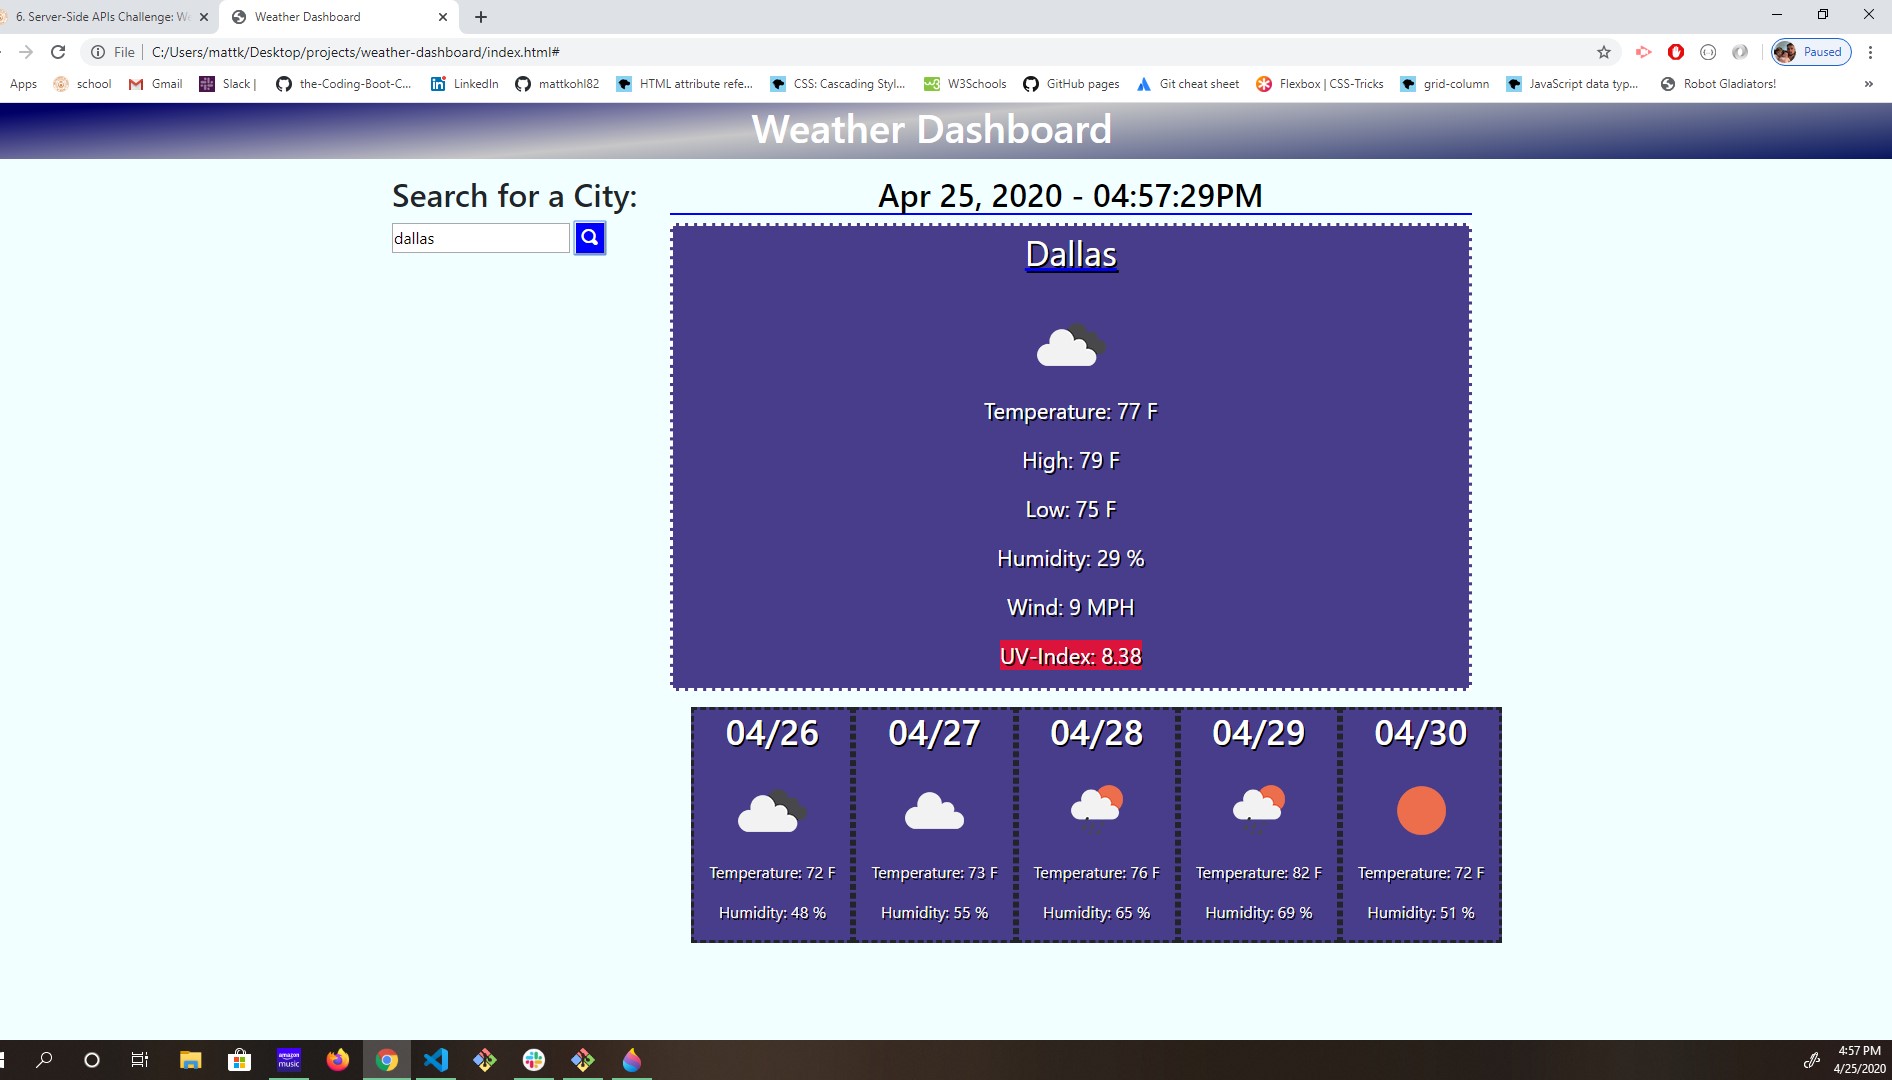 6. Server-Side APIs Challenge: We
Weather Dashboard
File
C:/Users/mattk/Desktop/projects/weather-dashboard/index.html#
Paused
Apps
school
Gmail
Slack |
the-Coding-Boot-C...
LinkedIn
mattkohl82
HTML attribute refe...
CSS: Cascading Styl...
W3Schools
GitHub pages
Git cheat sheet
Flexbox | CSS-Tricks
grid-column
JavaScript data typ...
Robot Gladiators!
Weather Dashboard
Search for a City:
dallas
Apr 25, 2020 - 04:57:29PM
Dallas
Temperature: 77 F
High: 79 F
Low: 75 F
Humidity: 29 %
Wind: 9 MPH
UV-Index: 8.38
04/26
Temperature: 72 F
Humidity: 48 %
04/27
Temperature: 73 F
Humidity: 55 %
04/28
Temperature: 76 F
Humidity: 65 %
04/29
Temperature: 82 F
Humidity: 69 %
04/30
Temperature: 72 F
Humidity: 51 %
amazon
music
4:57 PM
4/25/2020